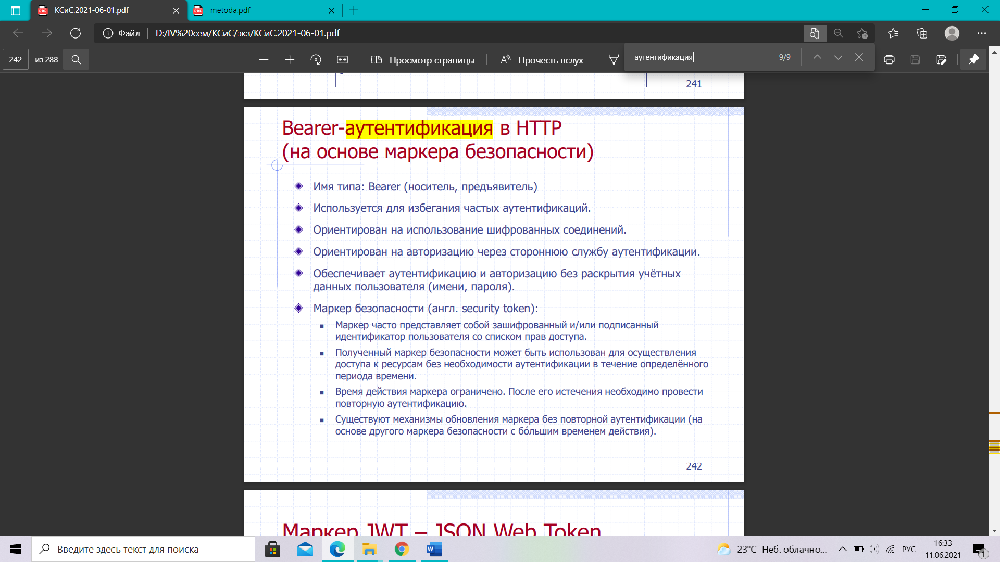 КСиС.2021-06-01.pdf
metoda.pdf
Файл
D:/IV%20сем/КСиС/экз/КСиС.2021-06-01.pdf
242
из 288
Просмотр страницы
Прочесть вслух
аутентификация
9/9
241
Bearer-аутентификация в HTTP
(на основе маркера безопасности)
Имя типа: Bearer (носитель, предъявитель)
Используется для избегания частых аутентификаций.
Ориентирован на использование шифрованных соединений.
Ориентирован на авторизацию через стороннюю службу аутентификации.
Обеспечивает аутентификацию и авторизацию без раскрытия учётных
данных пользователя (имени, пароля).
Маркер безопасности (англ. security token):
Маркер часто представляет собой зашифрованный и/или подписанный
идентификатор пользователя со списком прав доступа.
Полученный маркер безопасности может быть использован для осуществления
доступа к ресурсам без необходимости аутентификации в течение определённого
периода времени.
Время действия маркера ограничено. После его истечения необходимо провести
повторную аутентификацию.
Существуют механизмы обновления маркера без повторной аутентификации (на
основе другого маркера безопасности с бо́льшим временем действия).
242
Маркер JWT – JSON Web Token
Введите здесь текст для поиска
23°C Неб. облачно...
РУС
16:33
11.06.2021
1